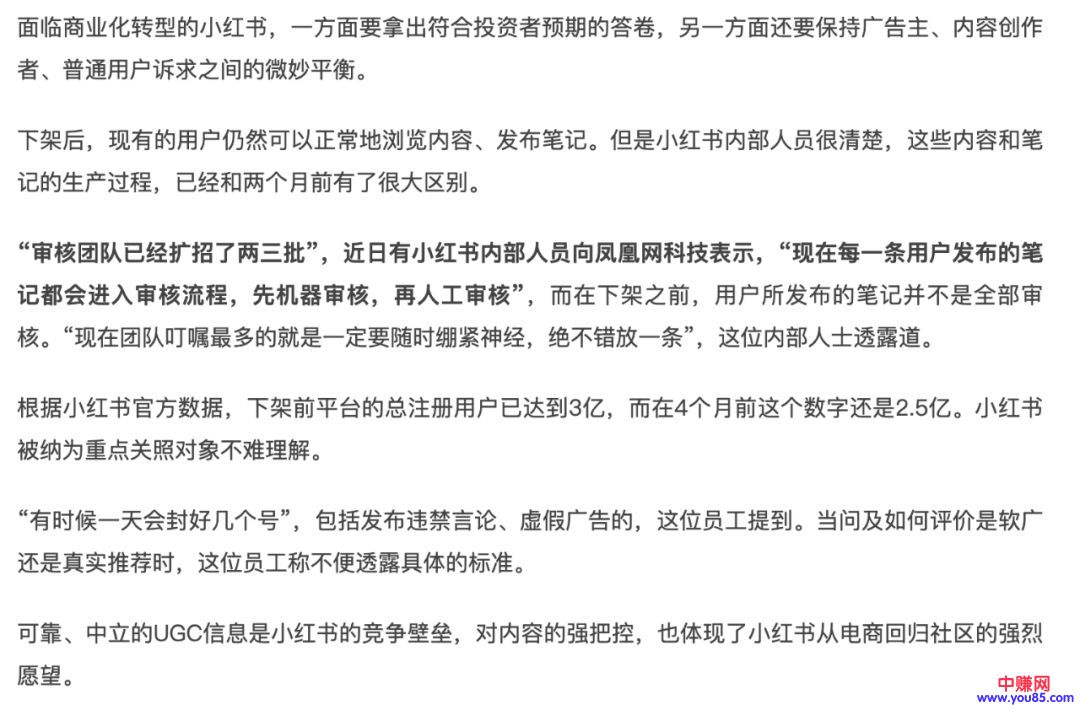 面临商业化转型的小红书，一方面要拿出符合投资者预期的答卷，另一方面还要保持广告主、内容创作
者、普通用户诉求之间的微妙平衡。
下架后，现有的用户仍然可以正常地浏览内容、发布笔记。但是小红书内部人员很清楚，这些内容和笔
记的生产过程，已经和两个月前有了很大区别。
“审核团队已经扩招了两三批”，近日有小红书内部人员向凤凰网科技表示，“现在每一条用户发布的笔
记都会进入审核流程，先机器审核，再人工审核”，而在下架之前，用户所发布的笔记并不是全部审
核。“现在团队叮嘱最多的就是一定要随时绷紧神经，绝不错放一条”，这位内部人士透露道。
根据小红书官方数据，下架前平台的总注册用户已达到3亿，而在4个月前这个数字还是2.5亿。小红书
被纳为重点关照对象不难理解。
“有时候一天会封好几个号”，包括发布违禁言论、虚假广告的，这位员工提到。当问及如何评价是软广
还是真实推荐时，这位员工称不便透露具体的标准。
可靠、中立的UGC信息是小红书的竞争壁垒，对内容的强把控，也体现了小红书从电商回归社区的强烈
愿望。
中赚网
www.you85.com